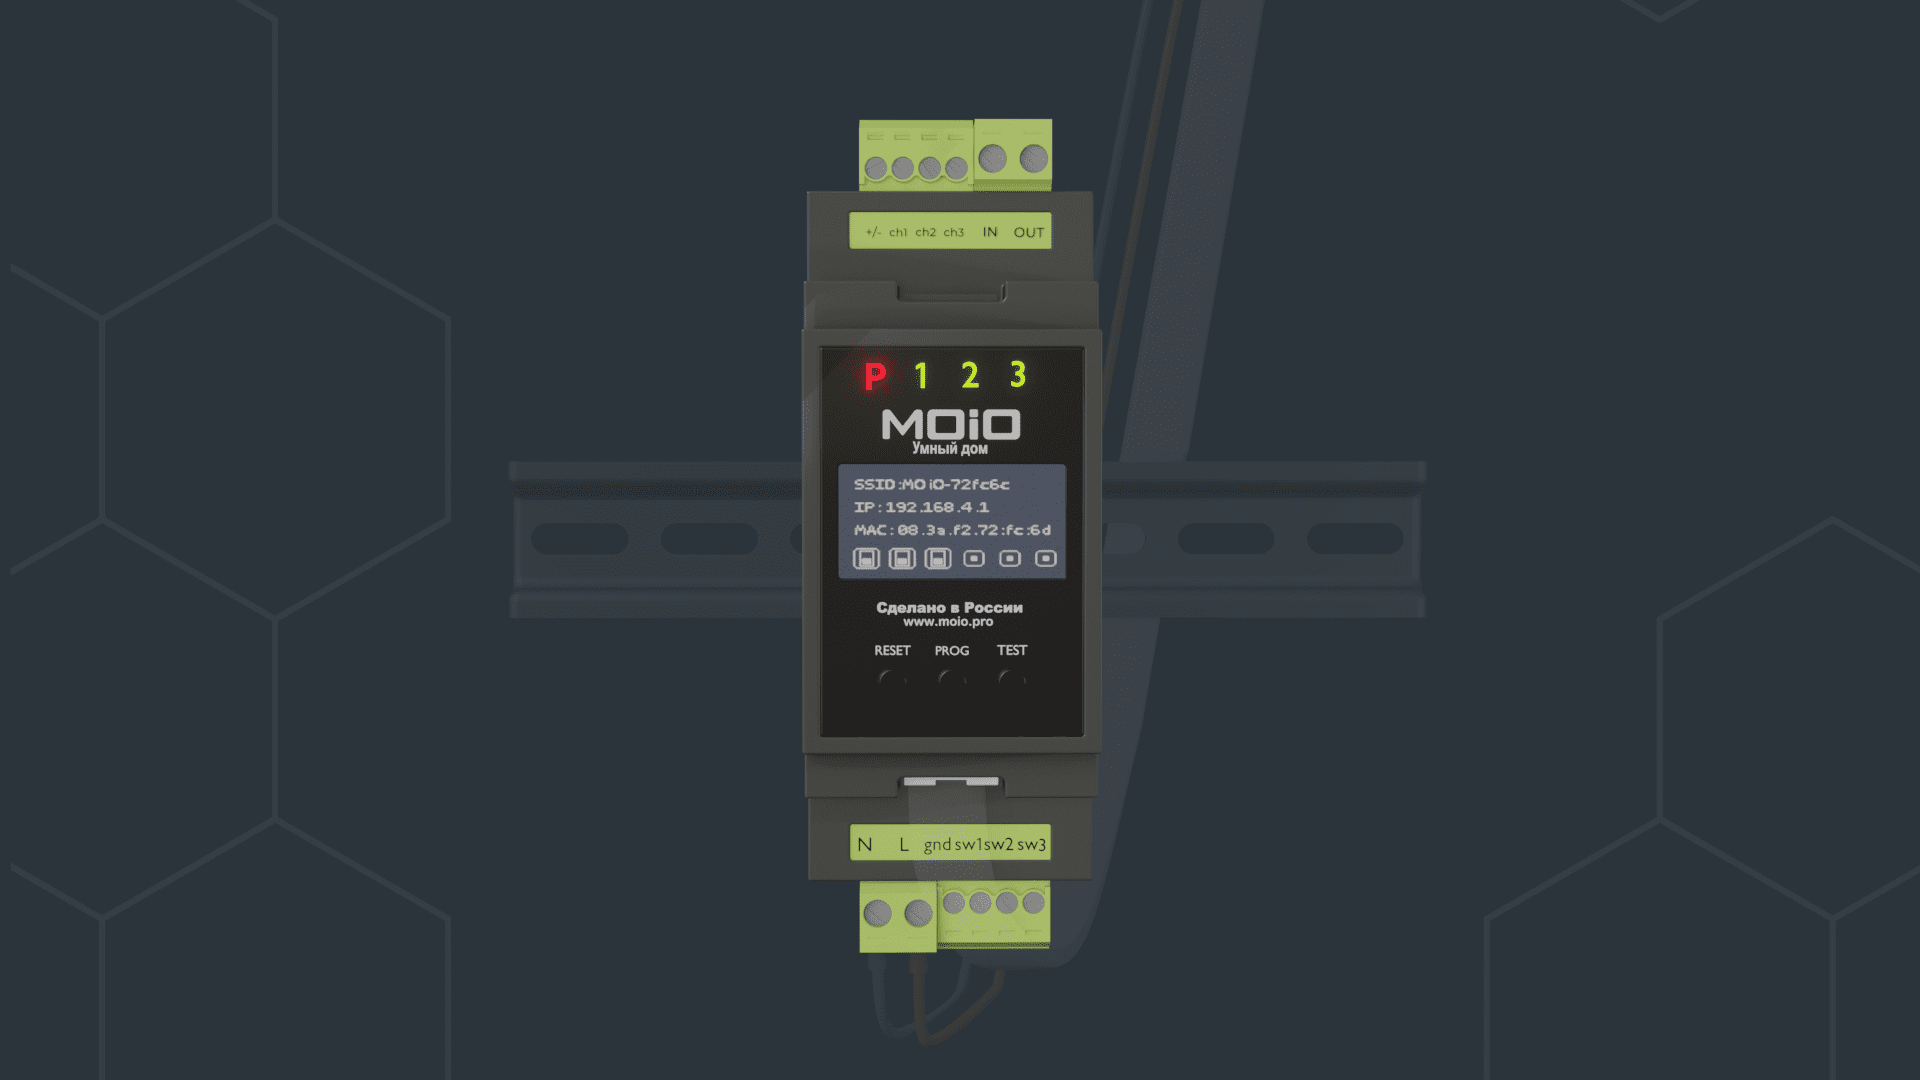 +/- ch1 ch2 ch3 IN OUT
P 1 2 3
MOiO
Умный дом
SSID:MOiO-72fc6c
IP:192.168.4.1
MAC:08.3a.f2.72:fc:6d
Сделано в России
www.moio.pro
RESET PROG TEST
N L gnd sw1 sw2 sw3